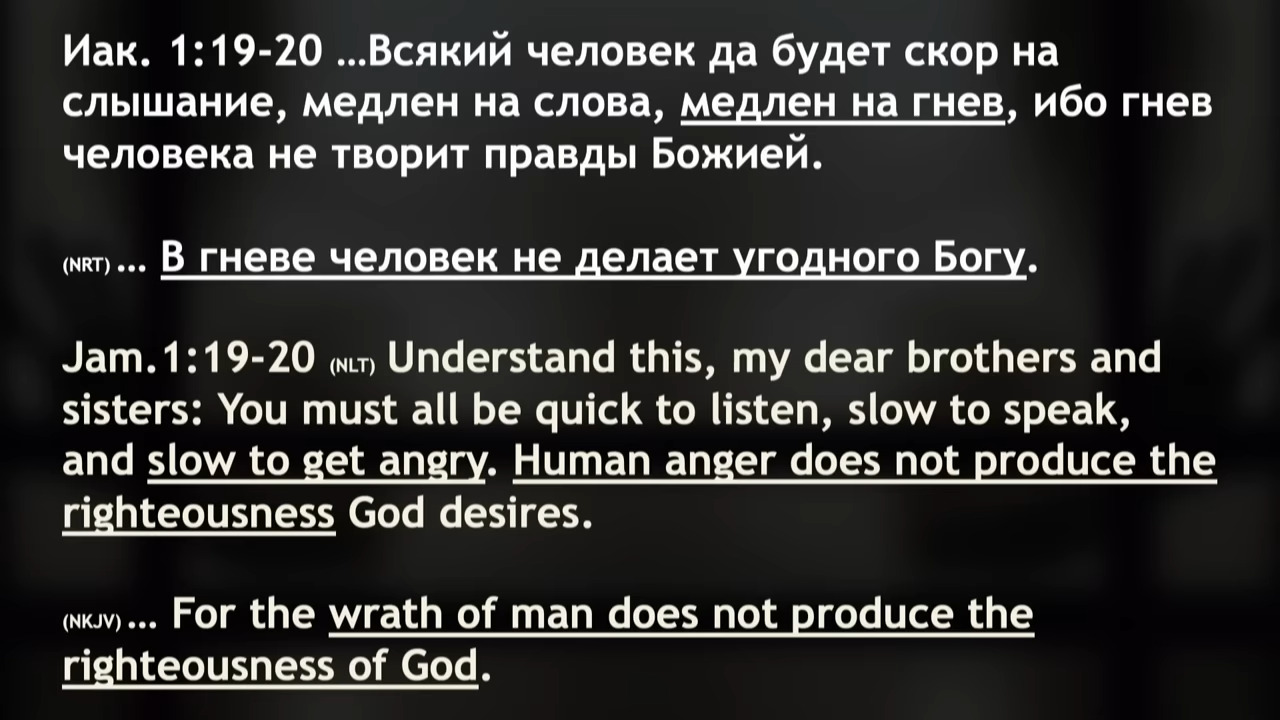 Иак. 1:19-20 …Всякий человек да будет скор на
слышание, медлен на слова, медлен на гнев, ибо гнев
человека не творит правды Божией.
(NRT) … В гневе человек не делает угодного Богу.
Jam.1:19-20 (NLT) Understand this, my dear brothers and
sisters: You must all be quick to listen, slow to speak,
and slow to get angry. Human anger does not produce the
righteousness God desires.
(NKJV) … For the wrath of man does not produce the
righteousness of God.